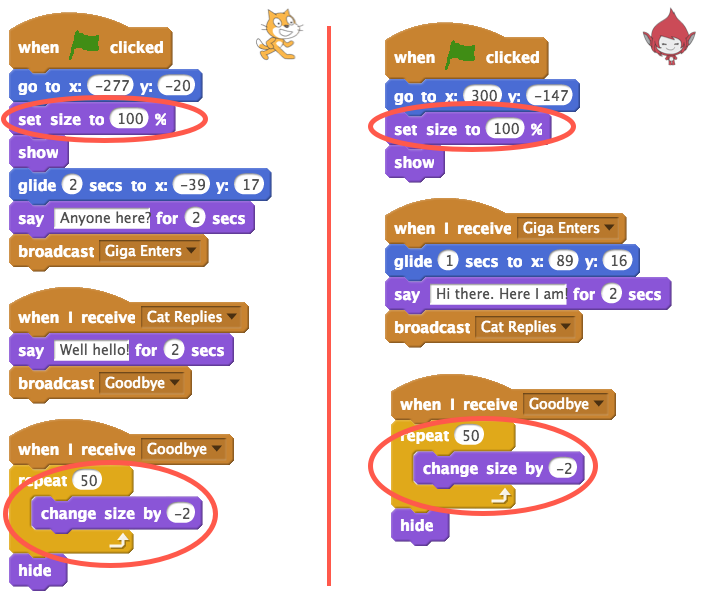 when clicked
go to x: -277 y: -20
set size to 100 %
show
glide 2 secs to x: -39 y: 17
say Anyone here? for 2 secs
broadcast Giga Enters
when I receive Cat Replies
say Well hello! for 2 secs
broadcast Goodbye
when I receive Goodbye
repeat 50
change size by -2
hide
when clicked
go to x: 300 y: -147
set size to 100 %
show
when I receive Giga Enters
glide 1 secs to x: 89 y: 16
say Hi there. Here I am! for 2 secs
broadcast Cat Replies
when I receive Goodbye
repeat 50
change size by -2
hide